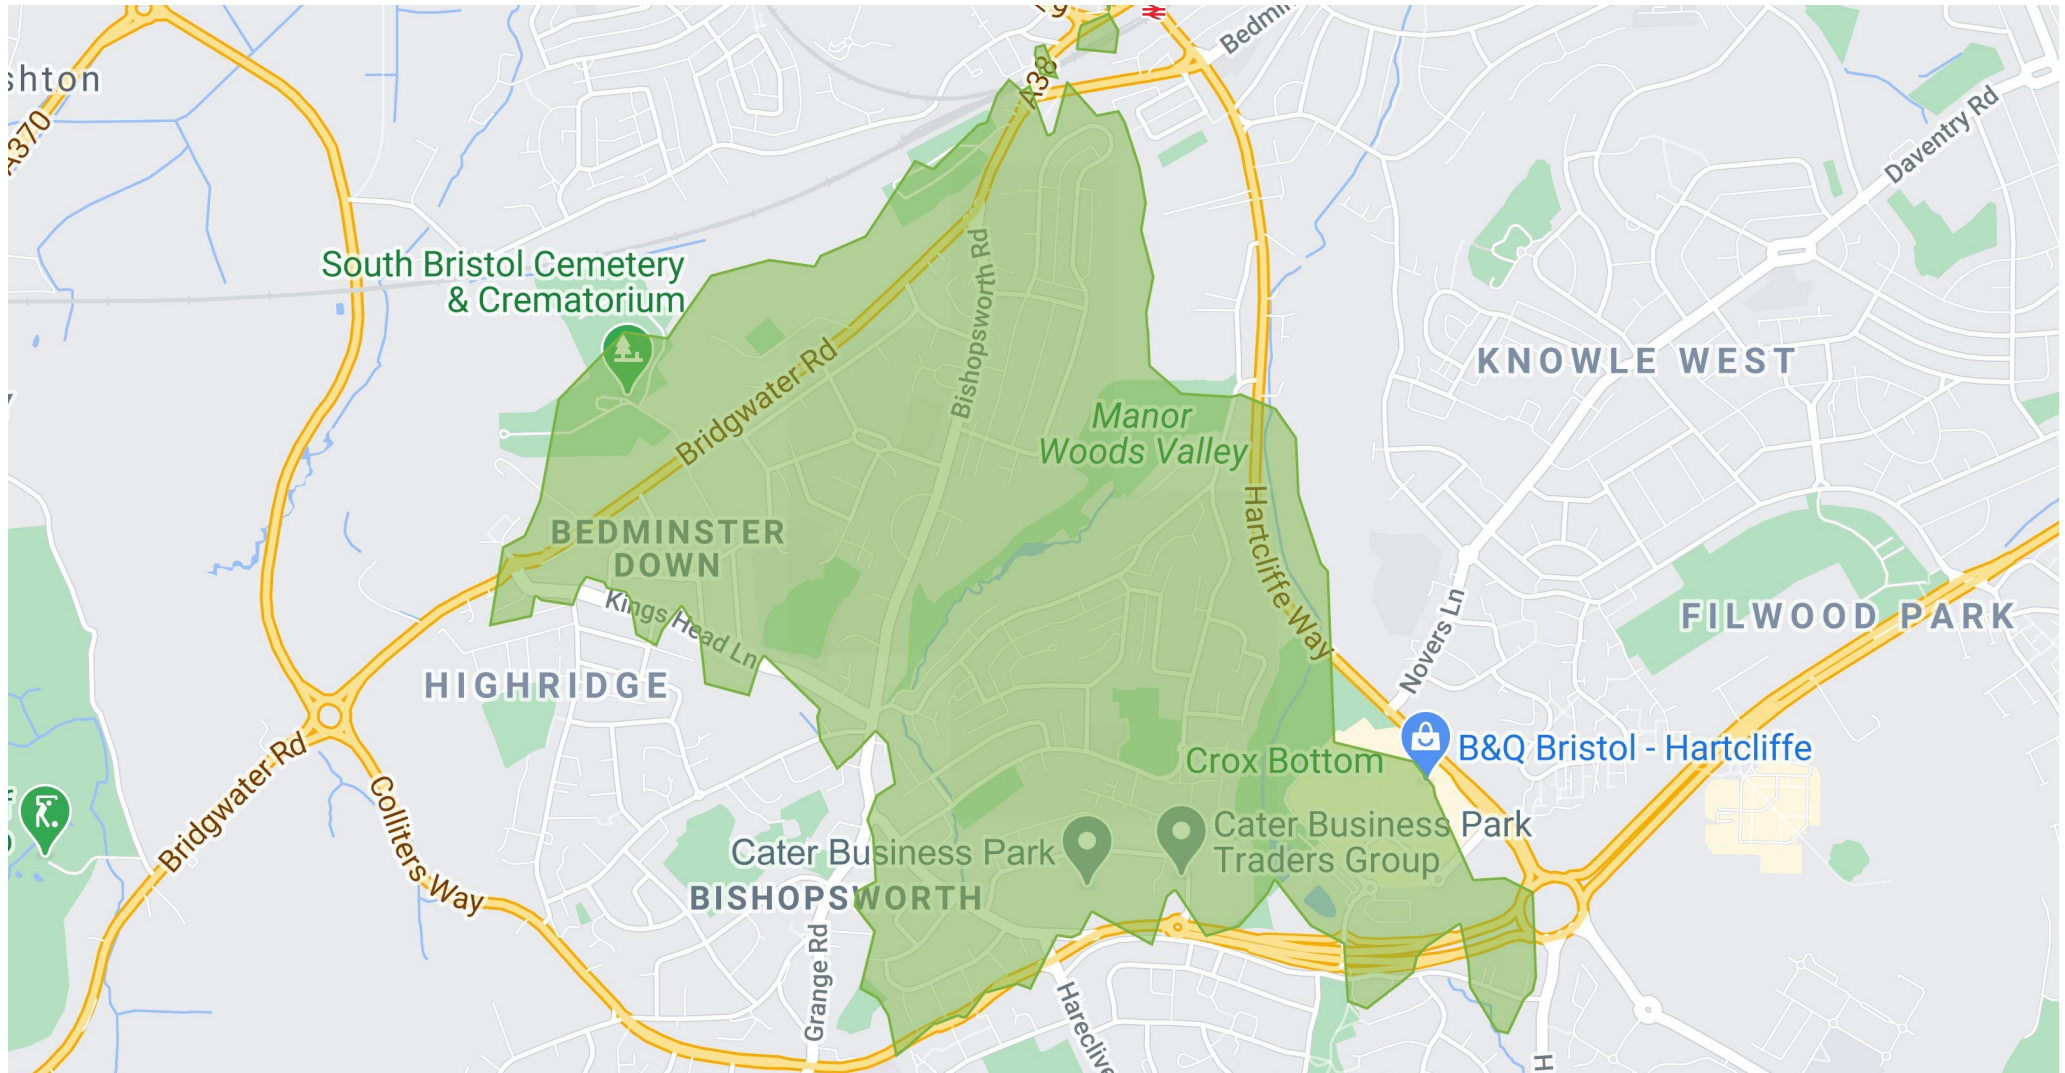 shton
A370
A38
Bedmin
Daventry Rd
South Bristol Cemetery
& Crematorium
Bishopsworth Rd
Bridgwater Rd
KNOWLE WEST
Manor
Woods Valley
Hartcliffe Way
BEDMINSTER
DOWN
Kings Head Ln
Novers Ln
FILWOOD PARK
HIGHRIDGE
Bridgwater Rd
Crox Bottom
B&Q Bristol - Hartcliffe
Colliters Way
Cater Business Park
Cater Business Park
Traders Group
BISHOPSWORTH
Grange Rd
Hareclive
H